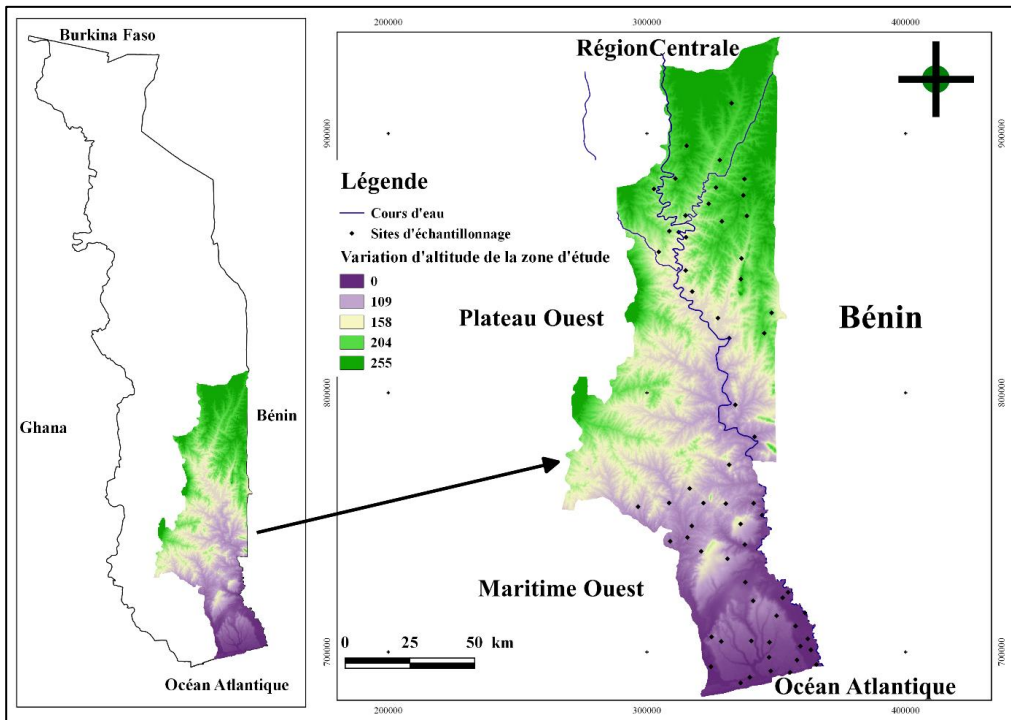 Burkina Faso
Ghana
Bénin
Océan Atlantique
200000
300000
400000
RégionCentrale
900000
900000
Légende
Cours d'eau
Sites d'échantillonnage
Variation d'altitude de la zone d'étude
0
109
158
204
255
Plateau Ouest
Bénin
800000
800000
Maritime Ouest
0 25 50 km
700000
700000
Océan Atlantique
200000
300000
400000